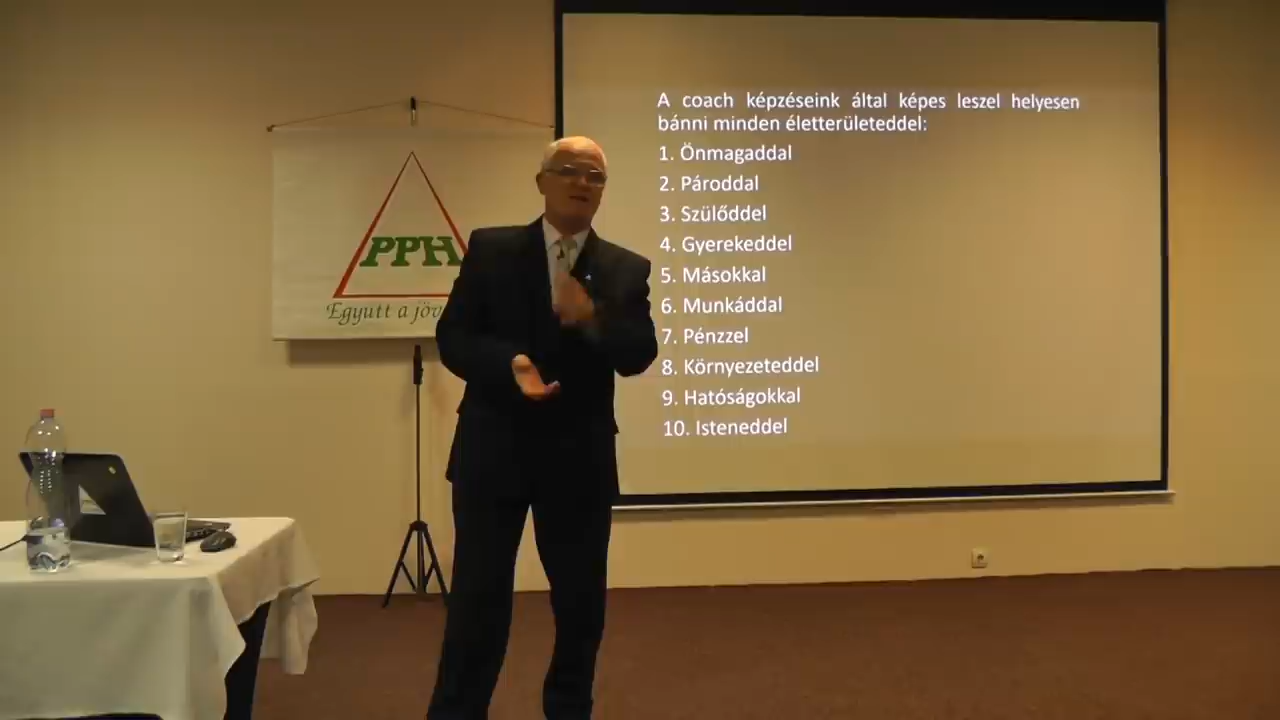 A coach képzéseink által képes leszel helyesen
bánni minden életterületeddel:
1. Önmagaddal
2. Pároddal
3. Szülőddel
4. Gyerekeddel
5. Másokkal
6. Munkáddal
7. Pénzzel
8. Környezeteddel
9. Hatóságokkal
10. Isteneddel
PPH
Együtt a